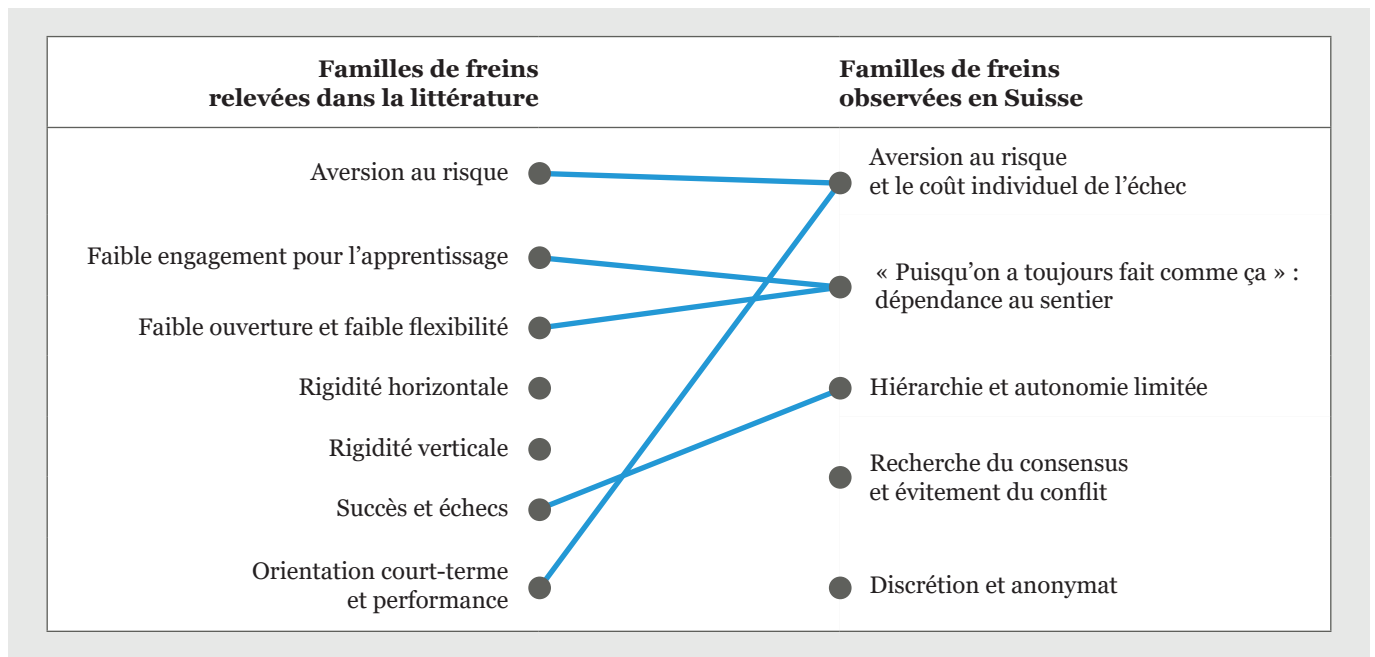 Familles de freins
relevées dans la littérature
Familles de freins
observées en Suisse
Aversion au risque
Faible engagement pour l’apprentissage
Faible ouverture et faible flexibilité
Rigidité horizontale
Rigidité verticale
Succès et échecs
Orientation court-terme
et performance
Aversion au risque
et le coût individuel de l’échec
« Puisqu’on a toujours fait comme ça » :
dépendance au sentier
Hiérarchie et autonomie limitée
Recherche du consensus
et évitement du conflit
Discrétion et anonymat